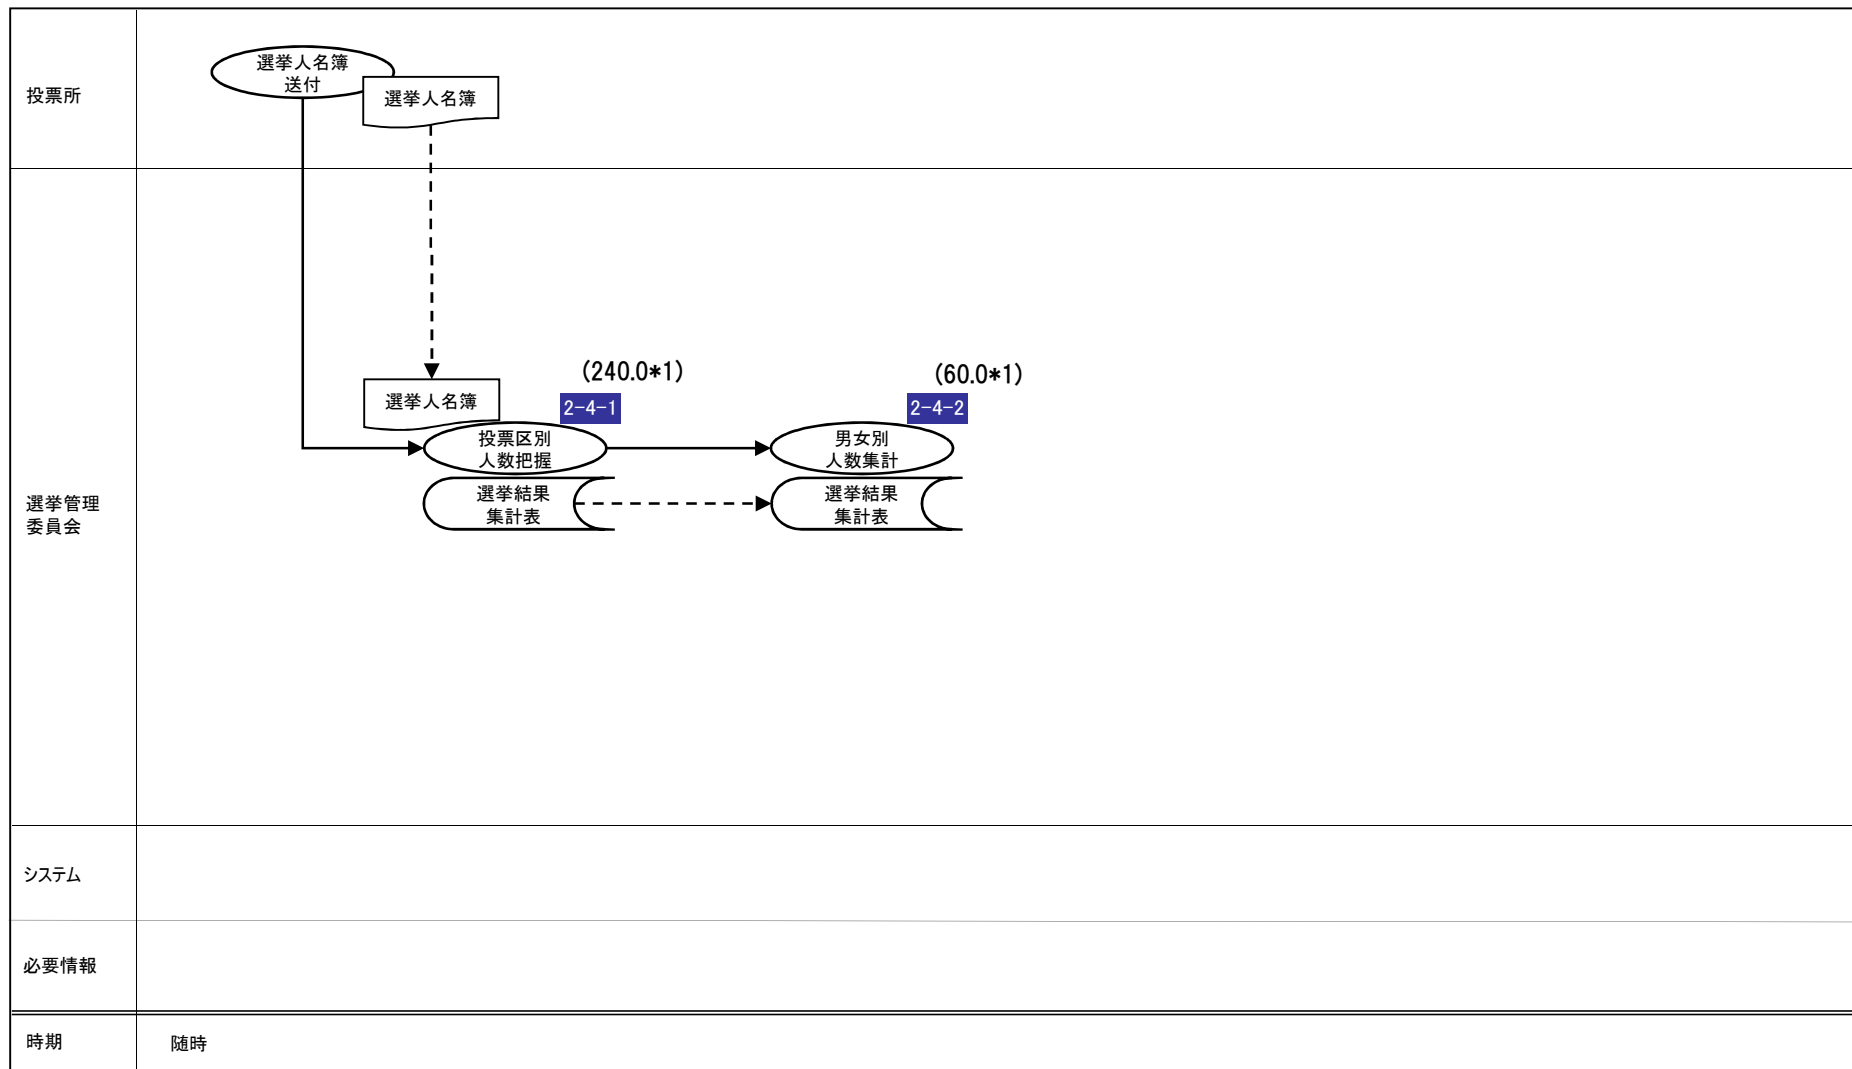 投票所
選挙人名簿
送付
選挙人名簿
選挙管理
委員会
(240.0*1)
(60.0*1)
選挙人名簿
2-4-1
2-4-2
投票区別
人数把握
男女別
人数集計
選挙結果
集計表
選挙結果
集計表
システム
必要情報
時期
随時